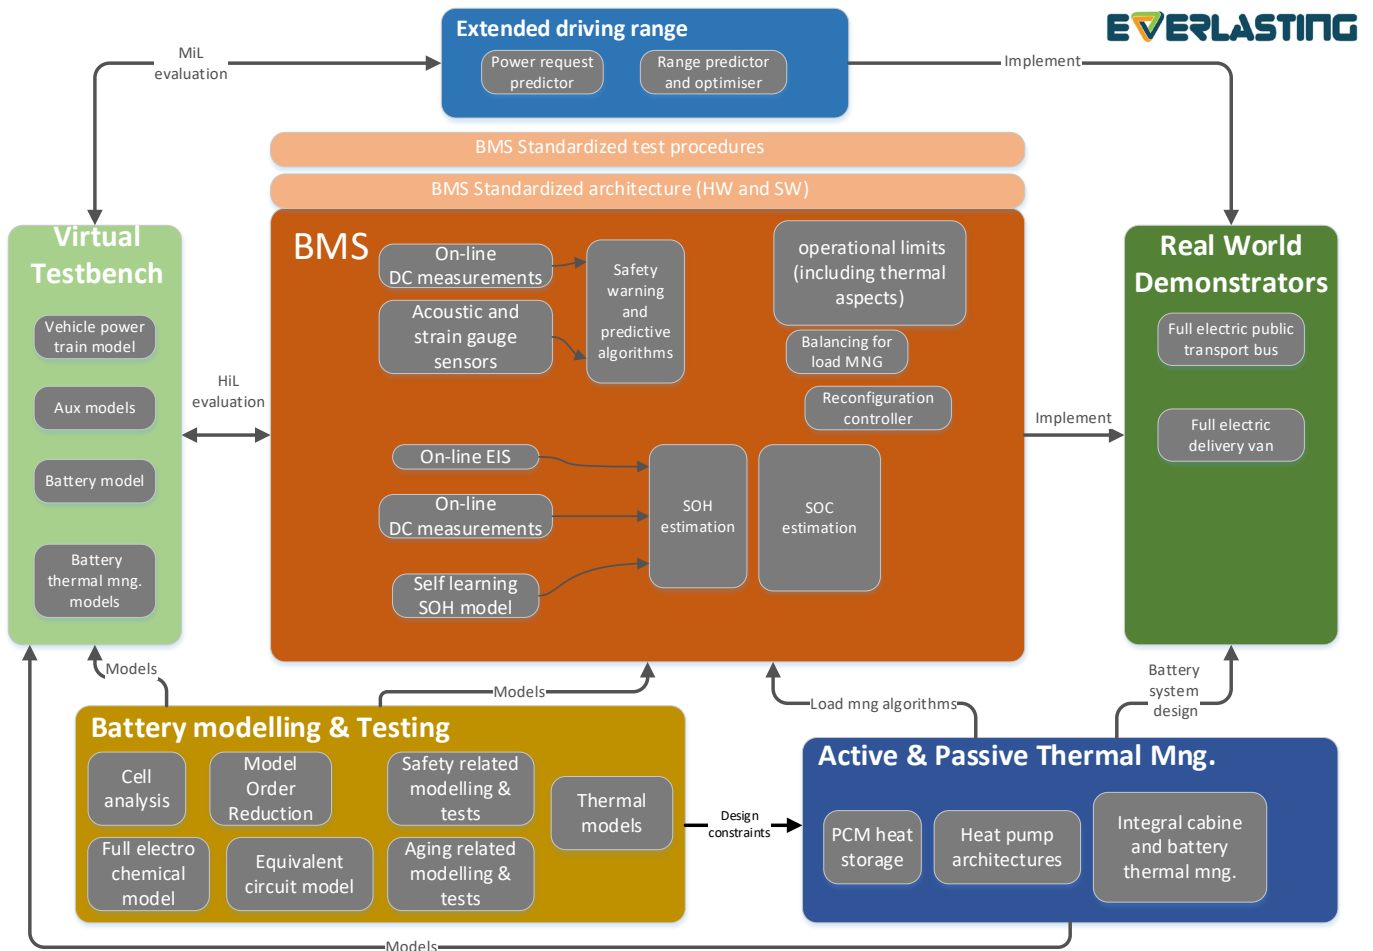 EVERLASTING
Extended driving range
Power request
predictor
Range predictor
and optimiser
MiL
evaluation
Implement
BMS Standardized test procedures
BMS Standardized architecture (HW and SW)
Virtual
Testbench
Vehicle power
train model
Aux models
Battery model
Battery
thermal mng.
models
HiL
evaluation
BMS
On-line
DC measurements
Acoustic and
strain gauge
sensors
Safety
warning
and
predictive
algorithms
operational limits
(including thermal
aspects)
Balancing for
load MNG
Reconfiguration
controller
On-line EIS
On-line
DC measurements
Self learning
SOH model
SOH
estimation
SOC
estimation
Implement
Real World
Demonstrators
Full electric public
transport bus
Full electric
delivery van
Models
Models
Load mng algorithms
Battery
system
design
Battery modelling & Testing
Cell
analysis
Model
Order
Reduction
Safety related
modelling &
tests
Thermal
models
Full electro
chemical
model
Equivalent
circuit model
Aging related
modelling &
tests
Design
constraints
Active & Passive Thermal Mng.
PCM heat
storage
Heat pump
architectures
Integral cabine
and battery
thermal mng.
Models